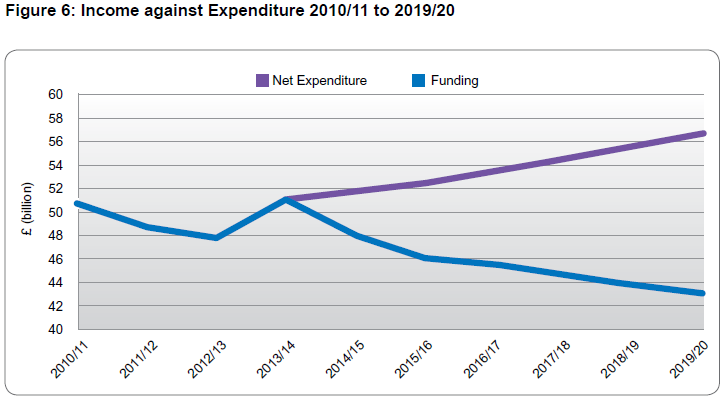 Figure 6: Income against Expenditure 2010/11 to 2019/20
Net Expenditure Funding
60
58
56
54
52
50
48
46
44
42
40
£ (billion)
2010/11 2011/12 2012/13 2013/14 2014/15 2015/16 2016/17 2017/18 2018/19 2019/20